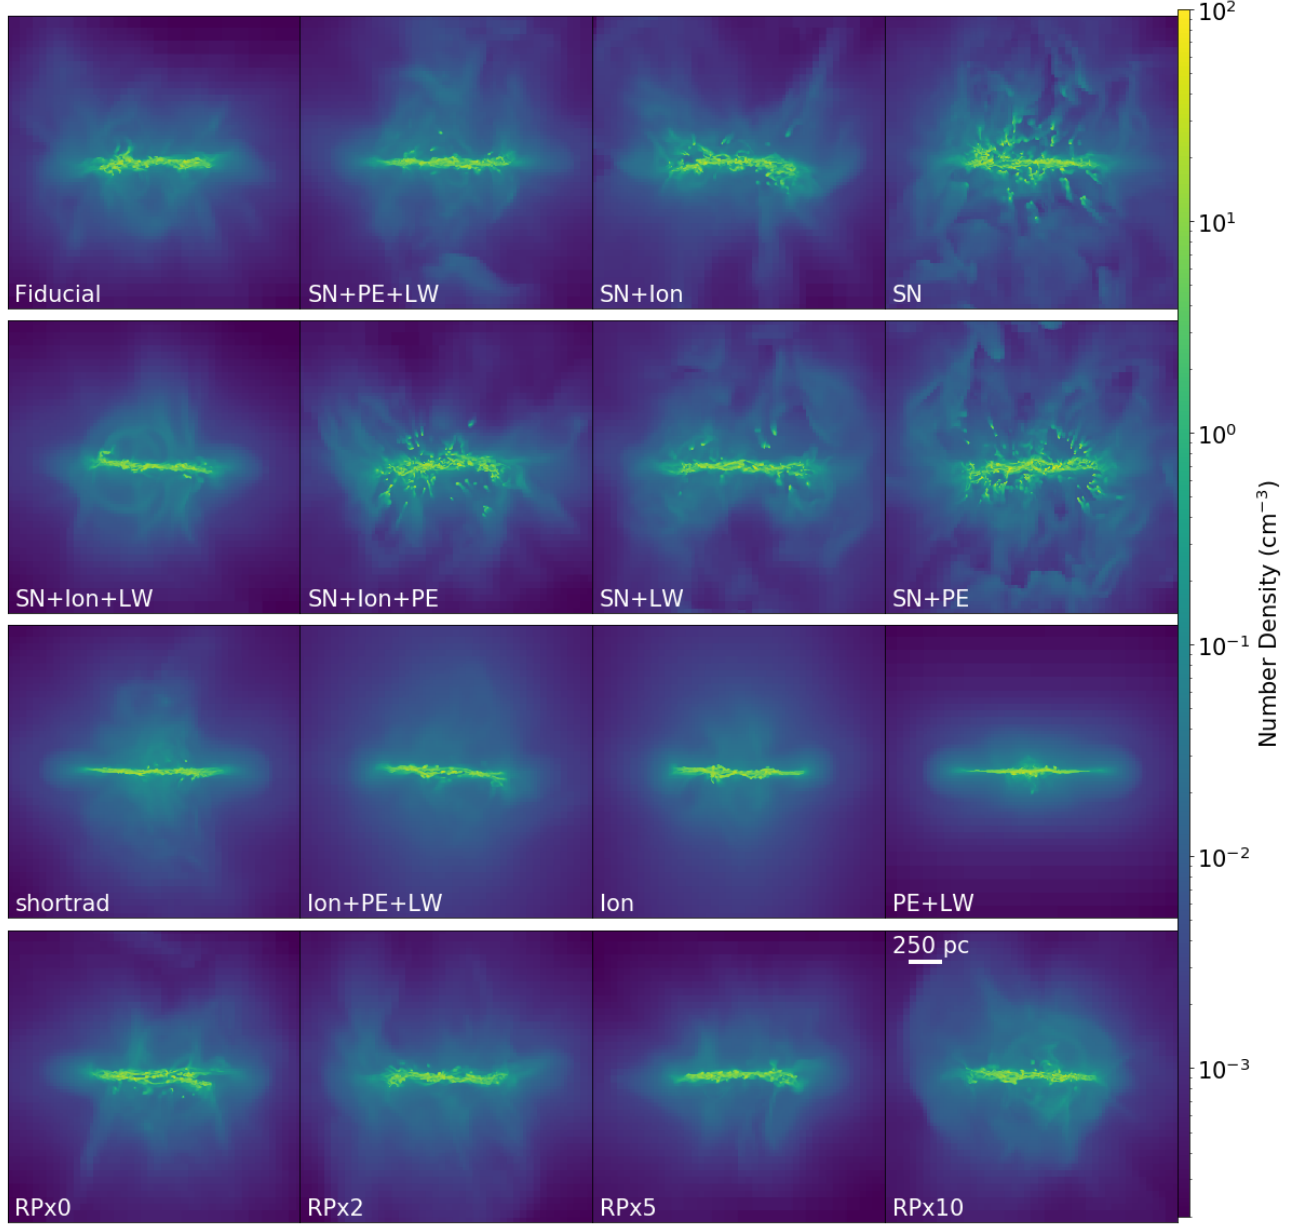 Fiducial
SN+PE+LW
SN+Ion
SN
SN+Ion+LW
SN+Ion+PE
SN+LW
SN+PE
shortrad
Ion+PE+LW
Ion
PE+LW
RPx0
RPx2
RPx5
250 pc
RPx10
10²
10¹
10⁰
10⁻¹
10⁻²
10⁻³
Number Density (cm⁻³)